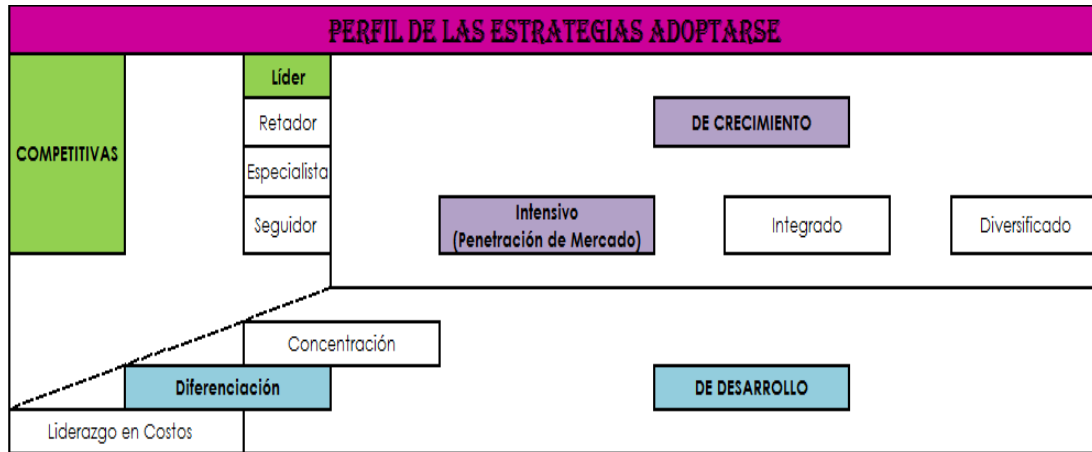 PERFIL DE LAS ESTRATEGIAS ADOPTARSE
COMPETITIVAS
Líder
Retador
Especialista
Seguidor
DE CRECIMIENTO
Intensivo
(Penetración de Mercado)
Integrado
Diversificado
Concentración
Diferenciación
DE DESARROLLO
Liderazgo en Costos